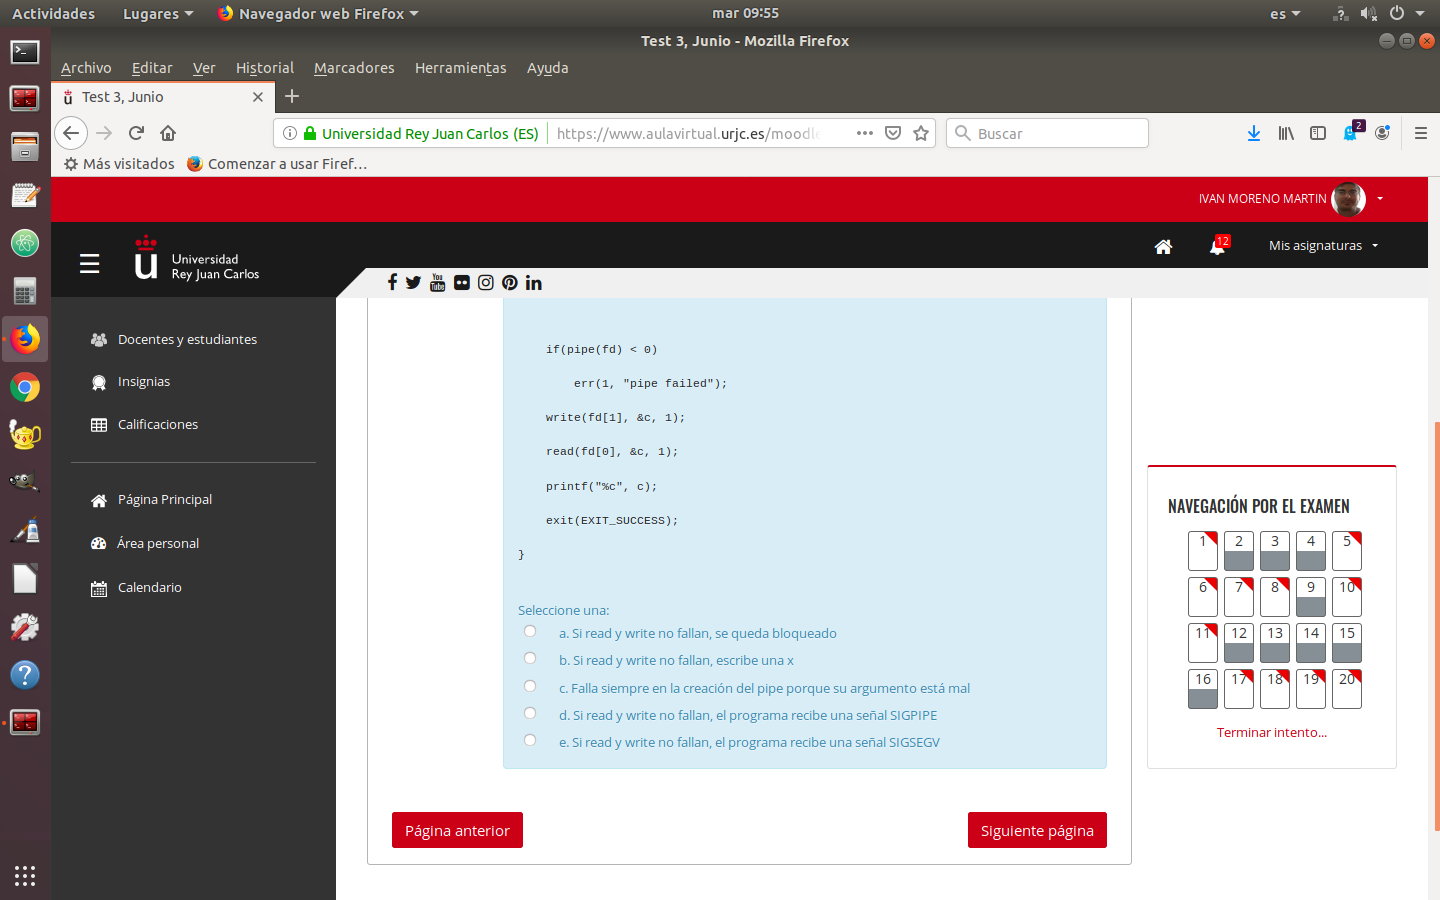 Actividades
Lugares
Navegador web Firefox
mar 09:55
es
Test 3, Junio - Mozilla Firefox
Archivo
Editar
Ver
Historial
Marcadores
Herramientas
Ayuda
Test 3, Junio
Universidad Rey Juan Carlos (ES)
https://www.aulavirtual.urjc.es/moodle
Buscar
2
Más visitados
Comenzar a usar Firef...
IVAN MORENO MARTIN
Universidad
Rey Juan Carlos
12
Mis asignaturas
You
Tube
Docentes y estudiantes
Insignias
Calificaciones
Página Principal
Área personal
Calendario
if(pipe(fd) < 0)
err(1, "pipe failed");
write(fd[1], &c, 1);
read(fd[0], &c, 1);
printf("%c", c);
exit(EXIT_SUCCESS);
}
Seleccione una:
a. Si read y write no fallan, se queda bloqueado
b. Si read y write no fallan, escribe una x
c. Falla siempre en la creación del pipe porque su argumento está mal
d. Si read y write no fallan, el programa recibe una señal SIGPIPE
e. Si read y write no fallan, el programa recibe una señal SIGSEGV
Página anterior
Siguiente página
NAVEGACIÓN POR EL EXAMEN
1 2 3 4 5
6 7 8 9 10
11 12 13 14 15
16 17 18 19 20
Terminar intento...